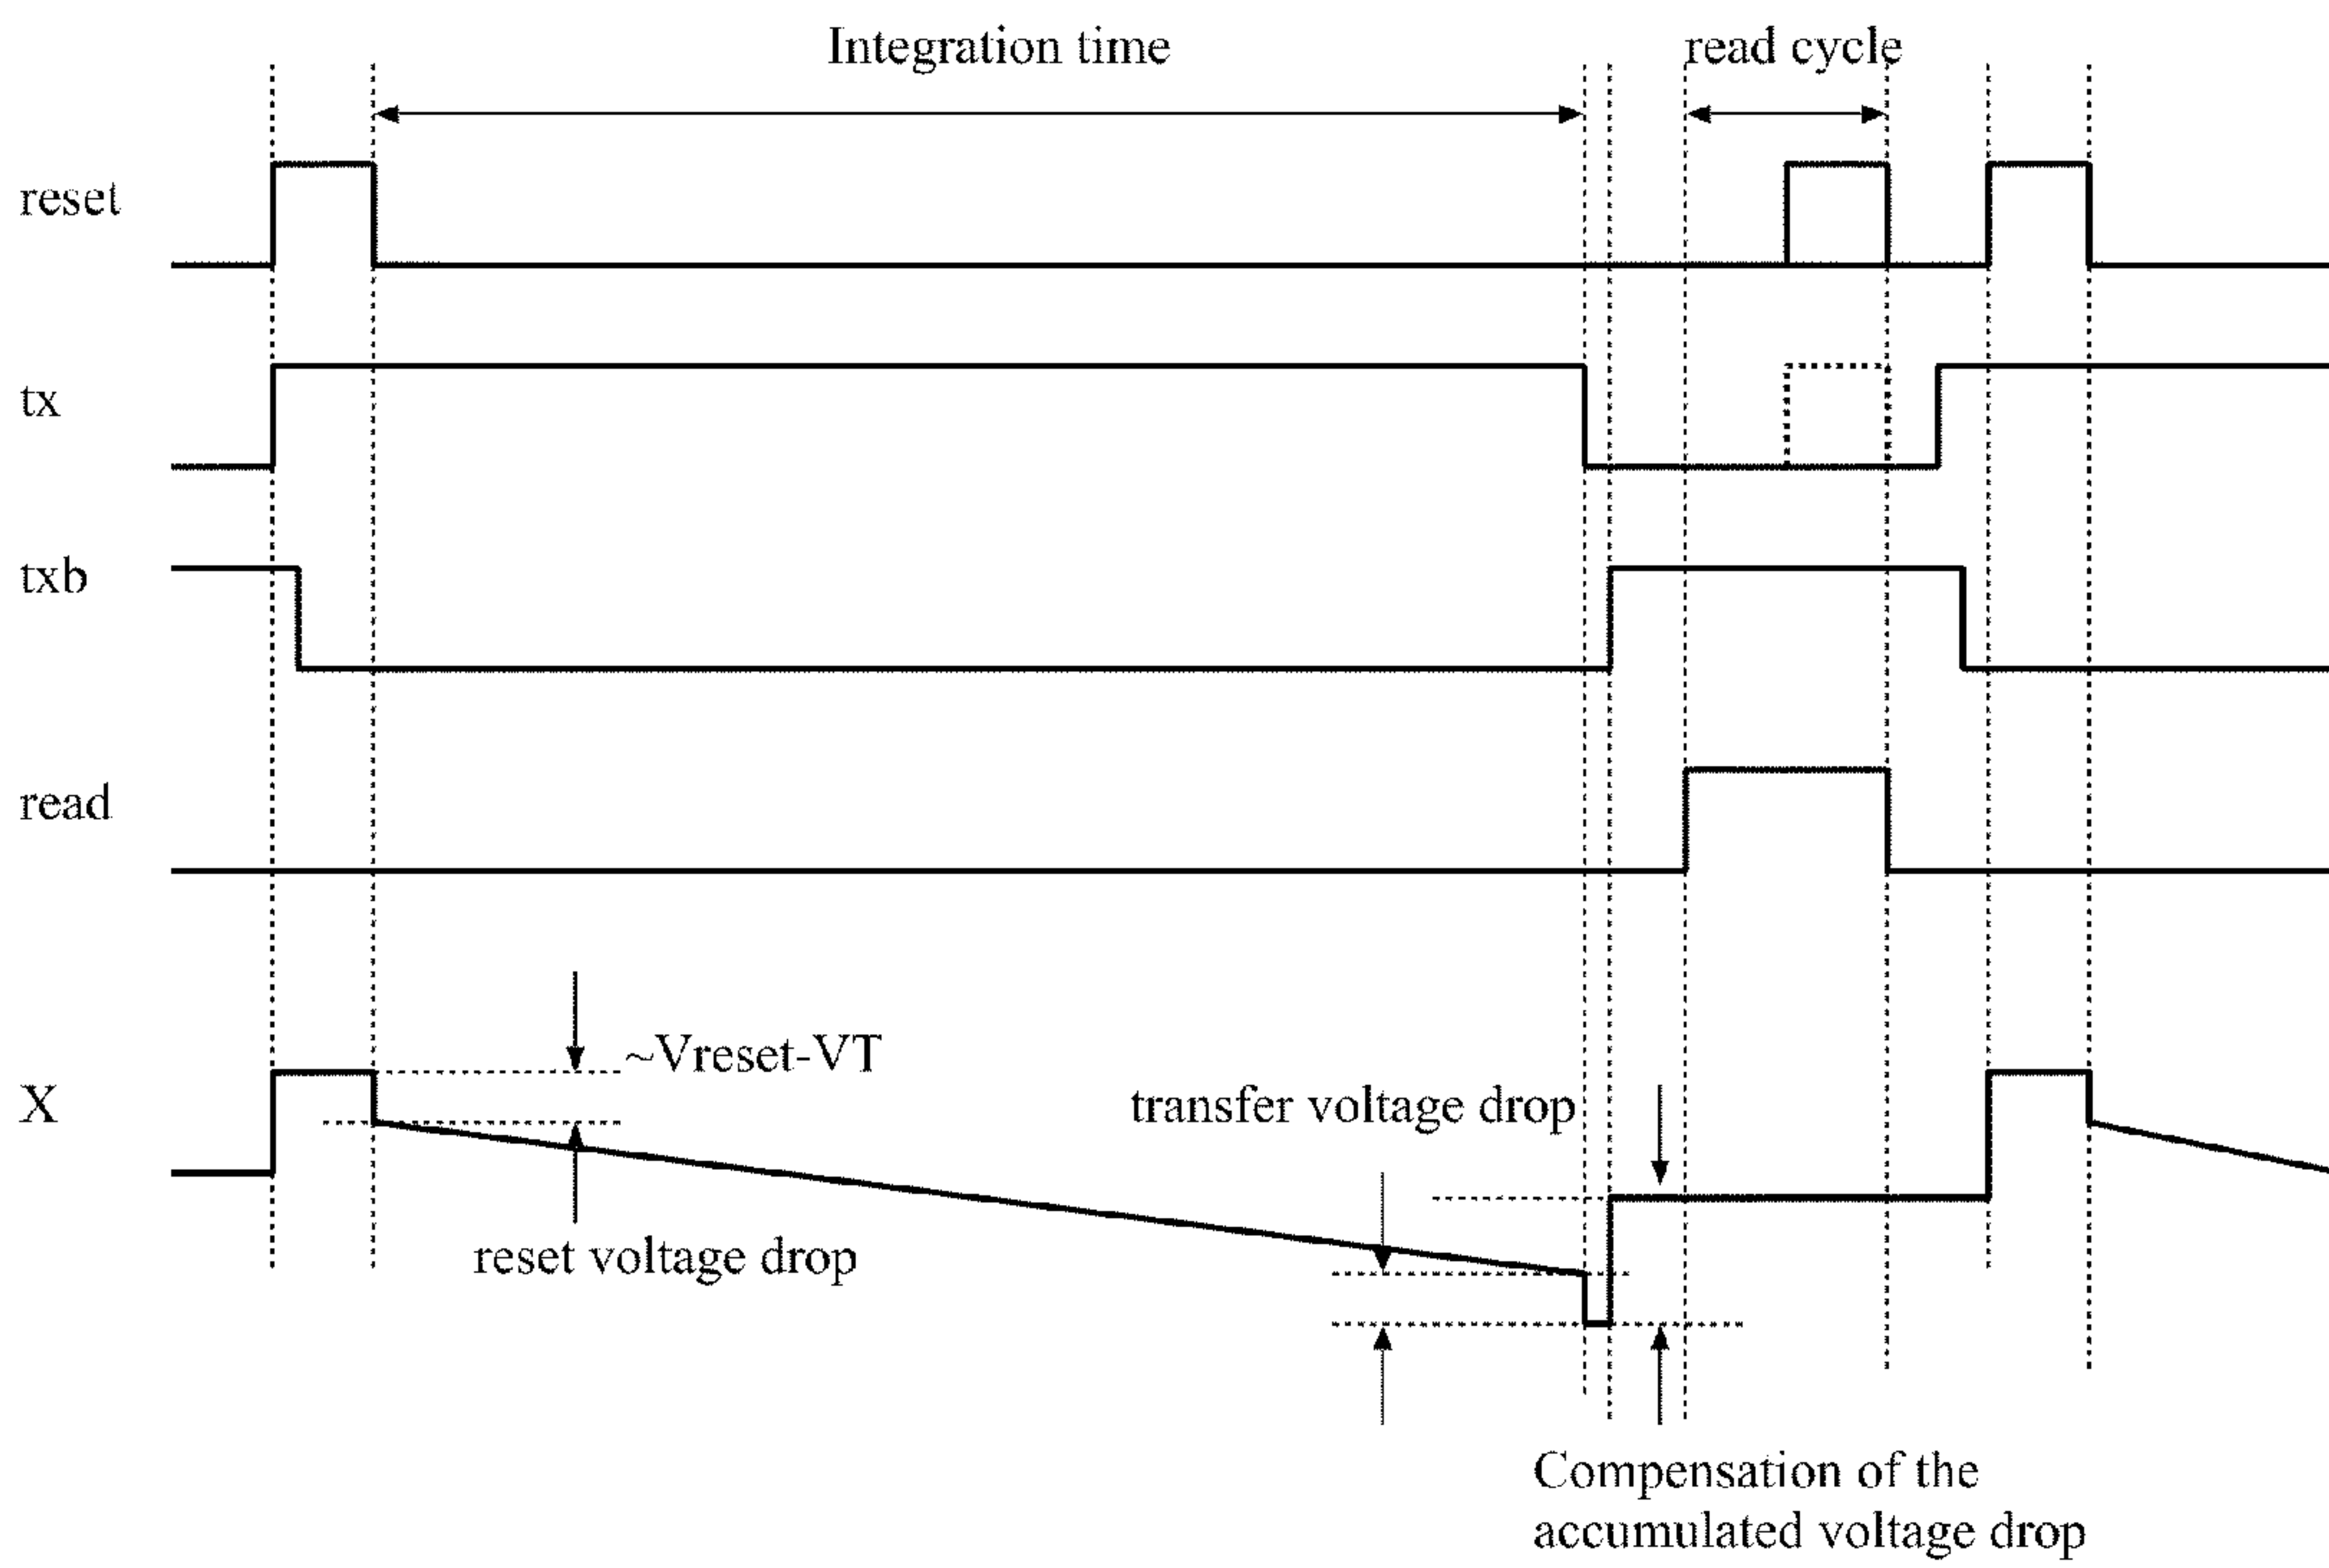 Integration time
read cycle
reset
tx
txb
read
~Vreset-VT
X
transfer voltage drop
reset voltage drop
Compensation of the
accumulated voltage drop